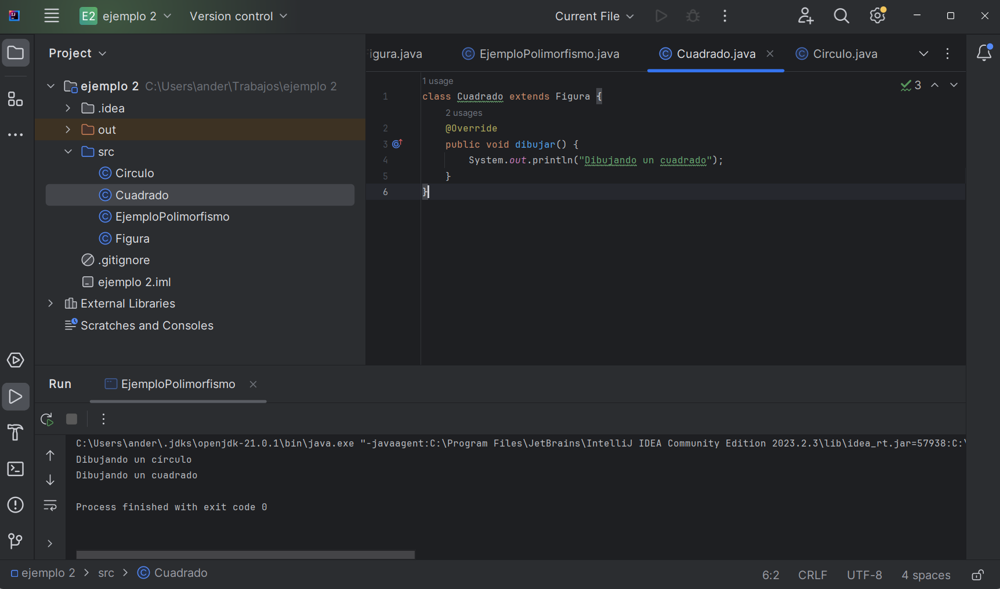 E2 ejemplo 2 Version control Current File
Project
igura.java EjemploPolimorfismo.java Cuadrado.java Circulo.java
ejemplo 2 C:\Users\ander\Trabajos\ejemplo 2
.idea
out
src
Circulo
Cuadrado
EjemploPolimorfismo
Figura
.gitignore
ejemplo 2.iml
External Libraries
Scratches and Consoles
1 usage
3
1 class Cuadrado extends Figura {
2 usages
2 @Override
3 public void dibujar() {
4 System.out.println("Dibujando un cuadrado");
5 }
6 }
Run EjemploPolimorfismo
C:\Users\ander\.jdks\openjdk-21.0.1\bin\java.exe "-javaagent:C:\Program Files\JetBrains\IntelliJ IDEA Community Edition 2023.2.3\lib\idea_rt.jar=57938:C:\
Dibujando un círculo
Dibujando un cuadrado
Process finished with exit code 0
ejemplo 2 > src > Cuadrado
6:2 CRLF UTF-8 4 spaces